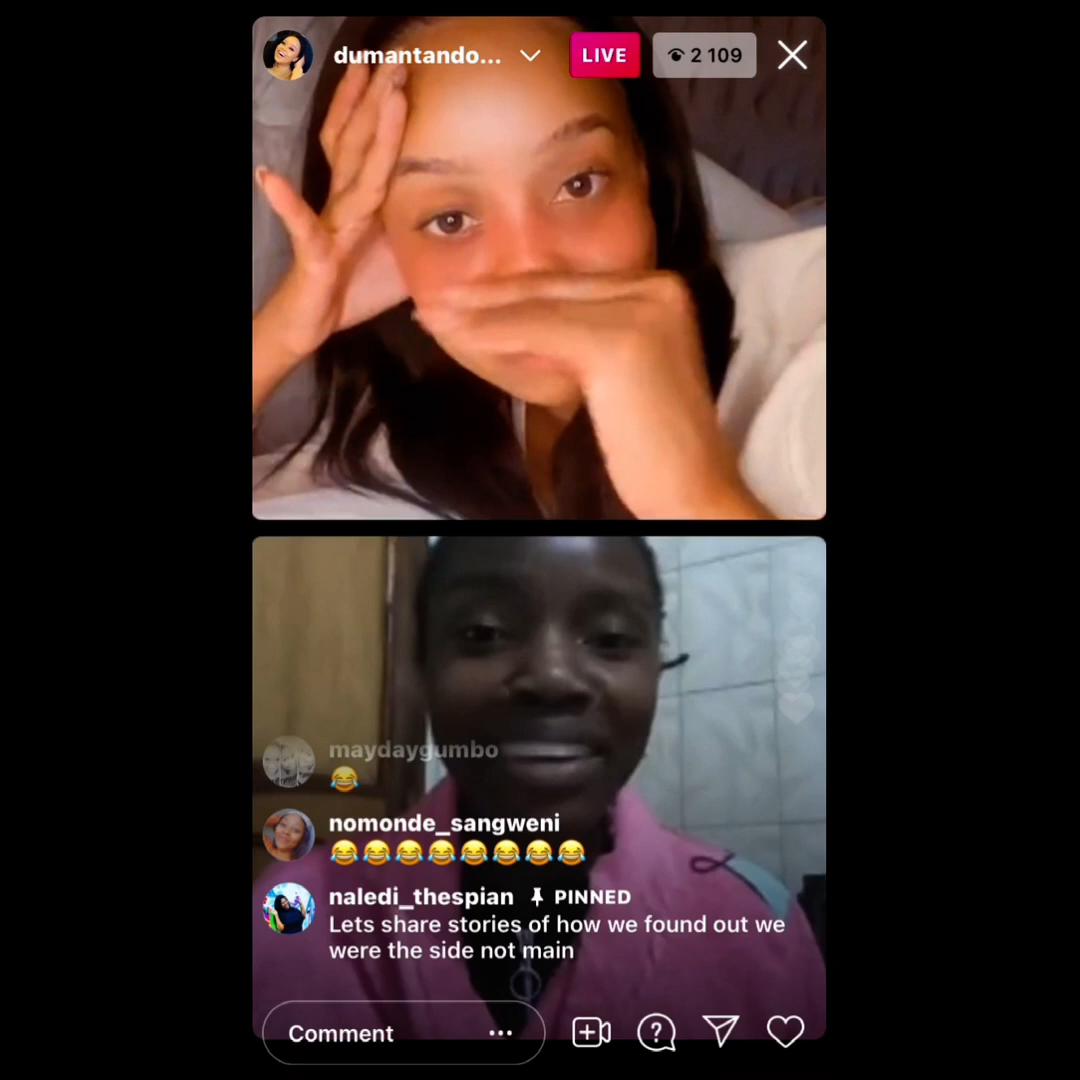 dumantando...
LIVE
2 109
maydaygumbo
😂
nomonde_sangweni
😂😂😂😂😂😂😂😂
naledi_thespian PINNED
Lets share stories of how we found out we
were the side not main
Comment